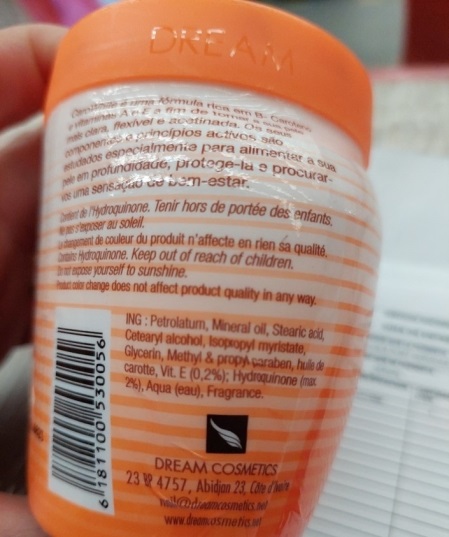 DREAM
é uma fórmula rica em B- Caroteno
e vitaminas A e E a fim de tornar a sua pele
mais clara, flexível e acetinada. Os seus
componentes e princípios activos são
estudados especialmente para alimentar a sua
pele em profundidade, protege-la e procurar-
vos uma sensação de bem-estar.
Contient de l'Hydroquinone. Tenir hors de portée des enfants.
Ne pas s'exposer au soleil.
Le changement de couleur du produit n'affecte en rien sa qualité.
Contains Hydroquinone. Keep out of reach of children.
Do not expose yourself to sunshine.
Product color change does not affect product quality in any way.
ING : Petrolatum, Mineral oil, Stearic acid,
Cetearyl alcohol, Isopropyl myristate,
Glycerin, Methyl & propyl paraben, huile de
carotte, Vit. E (0,2%); Hydroquinone (max.
2%), Aqua (eau), Fragrance.
6 181100 530056
DREAM COSMETICS
23 BP 4757, Abidjan 23, Côte d'Ivoire
www.dreamcosmetics.net